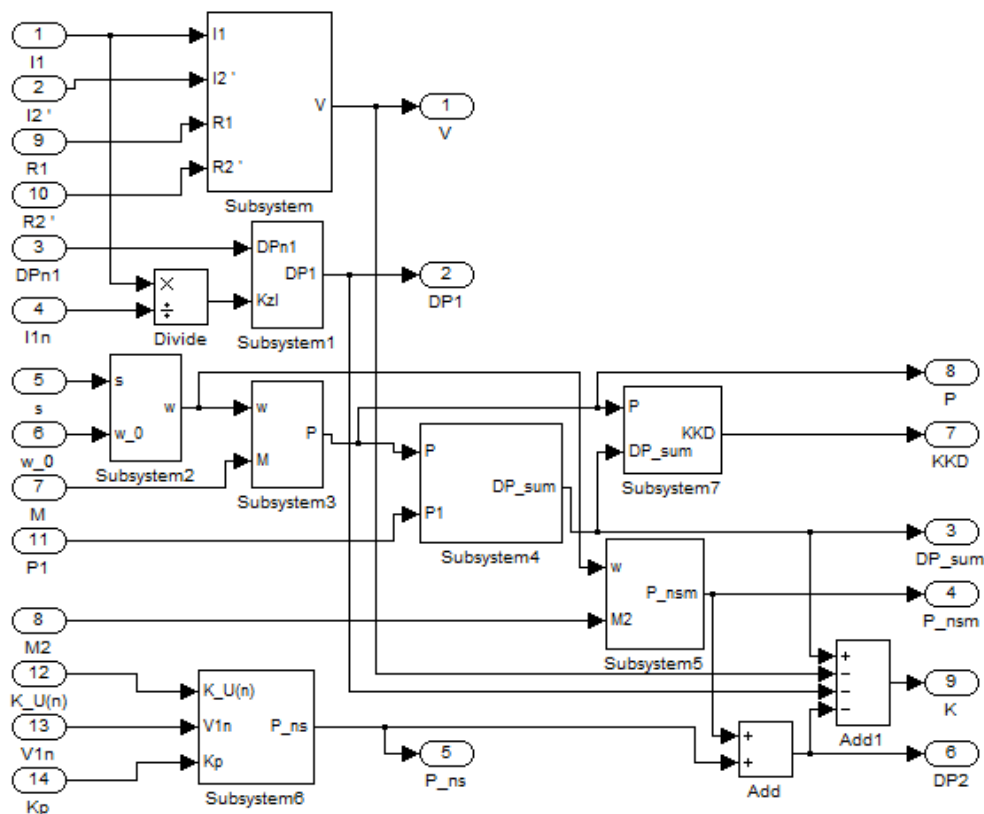 1
I1
2
I2 '
9
R1
10
R2 '
3
DPn1
4
I1n
5
s
6
w_0
7
M
11
P1
8
M2
12
K_U(n)
13
V1n
14
Kp
I1
I2 '
R1
R2 '
V
Subsystem
1
V
DPn1
DP1
Kzl
Subsystem1
2
DP1
×
÷
Divide
s
w
w_0
Subsystem2
w
P
M
Subsystem3
P
DP_sum
P1
Subsystem4
P
KKD
DP_sum
Subsystem7
8
P
7
KKD
3
DP_sum
w
P_nsm
M2
Subsystem5
4
P_nsm
K_U(n)
V1n
P_ns
Kp
Subsystem6
5
P_ns
+
+
Add
+
−
−
−
Add1
9
K
6
DP2